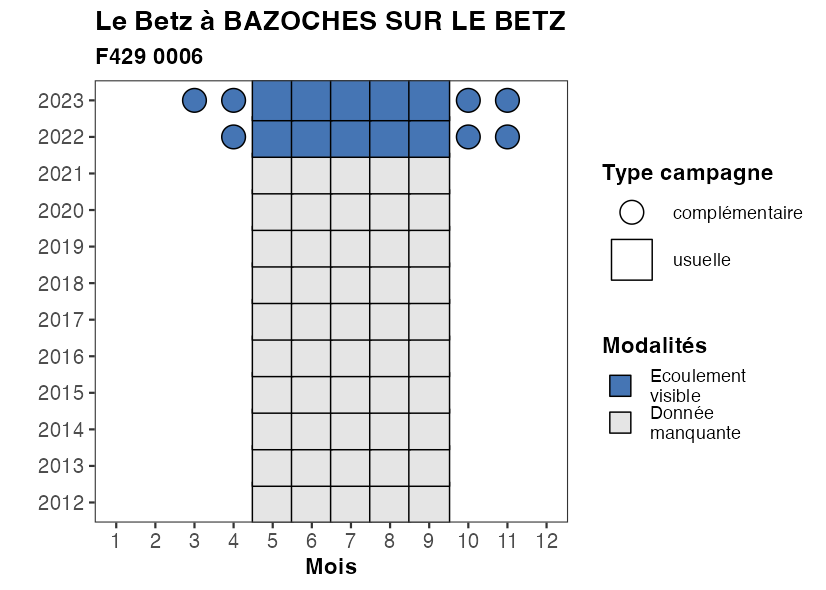 Le Betz à BAZOCHES SUR LE BETZ
F429 0006
2023
2022
2021
2020
2019
2018
2017
2016
2015
2014
2013
2012
1 2 3 4 5 6 7 8 9 10 11 12
Mois
Type campagne
complémentaire
usuelle
Modalités
Ecoulement
visible
Donnée
manquante